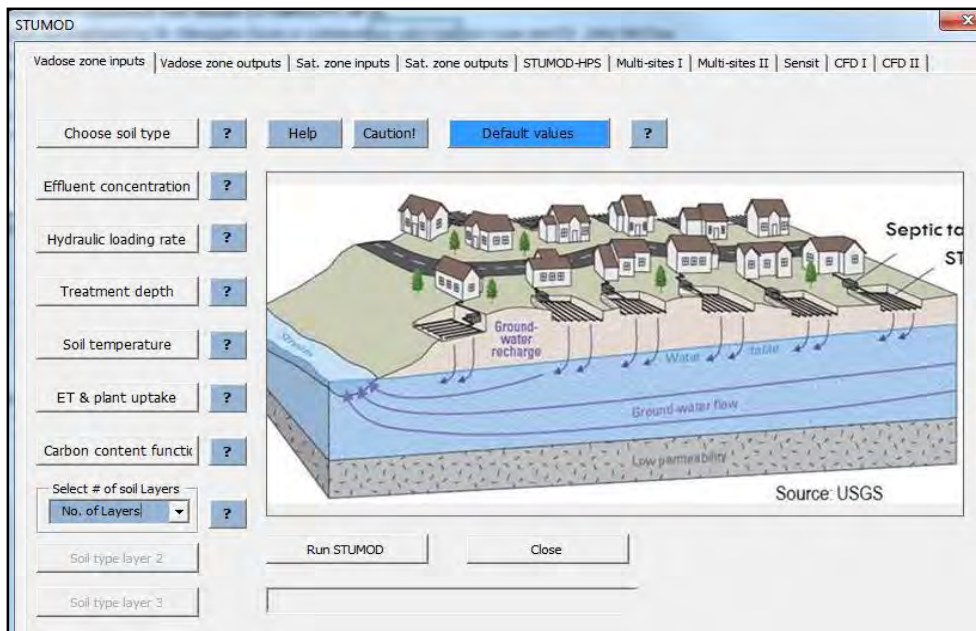 STUMOD
x
Vadose zone inputs Vadose zone outputs Sat. zone inputs Sat. zone outputs STUMOD-HPS Multi-sites I Multi-sites II Sensit CFD I CFD II
Choose soil type ? Help Caution! Default values ?
Effluent concentration ?
Hydraulic loading rate ?
Treatment depth ?
Soil temperature ?
ET & plant uptake ?
Carbon content functi ?
Select # of soil Layers
No. of Layers ?
Soil type layer 2
Soil type layer 3
Septic ta
ST
Ground-
water
recharge
Water table
Ground-water flow
Low permeability
Source: USGS
Run STUMOD Close